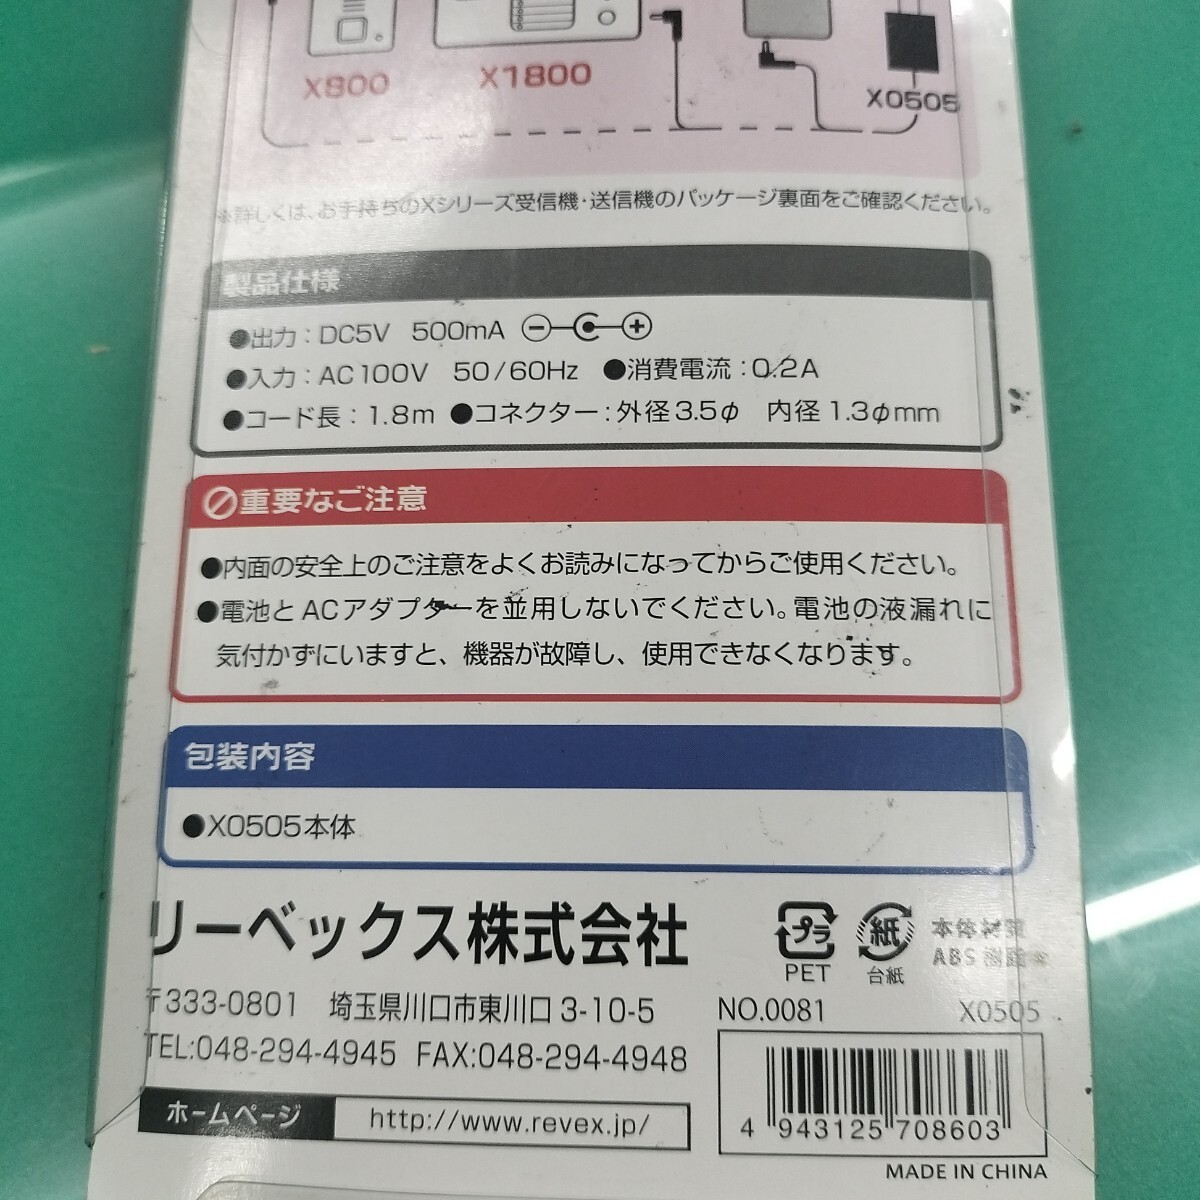 X800
X1800
X0505
※詳しくは、お手持ちのXシリーズ受信機・送信機のパッケージ裏面をご確認ください。
製品仕様
●出力：DC5V 500mA
●入力：AC100V 50/60Hz ●消費電流：0.2A
●コード長：1.8m ●コネクター：外径3.5φ 内径1.3φmm
重要なご注意
●内面の安全上のご注意をよくお読みになってからご使用ください。
●電池とACアダプターを並用しないでください。電池の液漏れに
気付かずにいますと、機器が故障し、使用できなくなります。
包装内容
●X0505本体
リーベックス株式会社
プラ
PET
紙
台紙
本体材質
ABS 樹脂 他
〒333-0801 埼玉県川口市東川口 3-10-5
TEL:048-294-4945 FAX:048-294-4948
ホームページ
http://www.revex.jp/
NO.0081 X0505
4 943125 708603
MADE IN CHINA